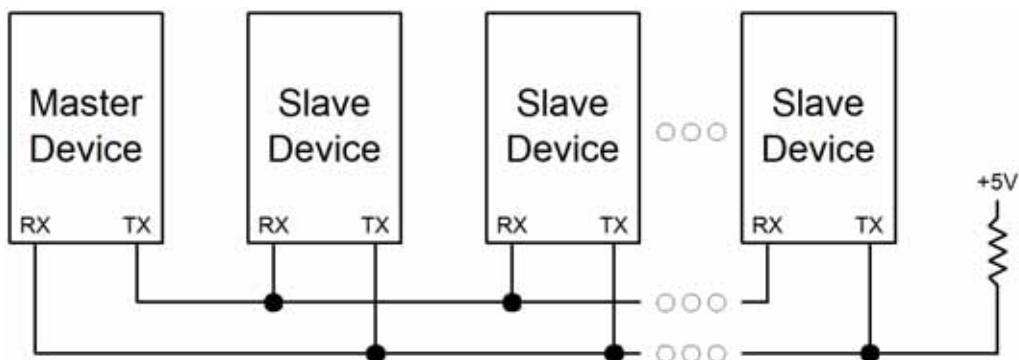 Master
Device
Slave
Device
Slave
Device
Slave
Device
+5V
RX TX
RX TX
RX TX
RX TX